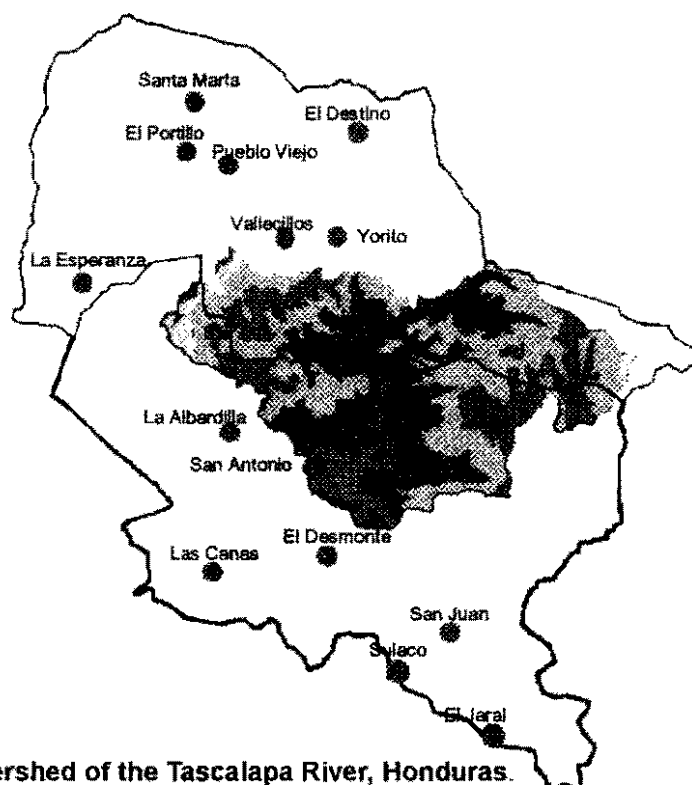 Santa Marta
El Destino
El Portillo
Pueblo Viejo
Vallecillos
Yorito
La Esperanza
La Albardilla
San Antonio
El Desmonte
Las Canas
San Juan
Sulaco
El Jaral
ershed of the Tascalapa River, Honduras.